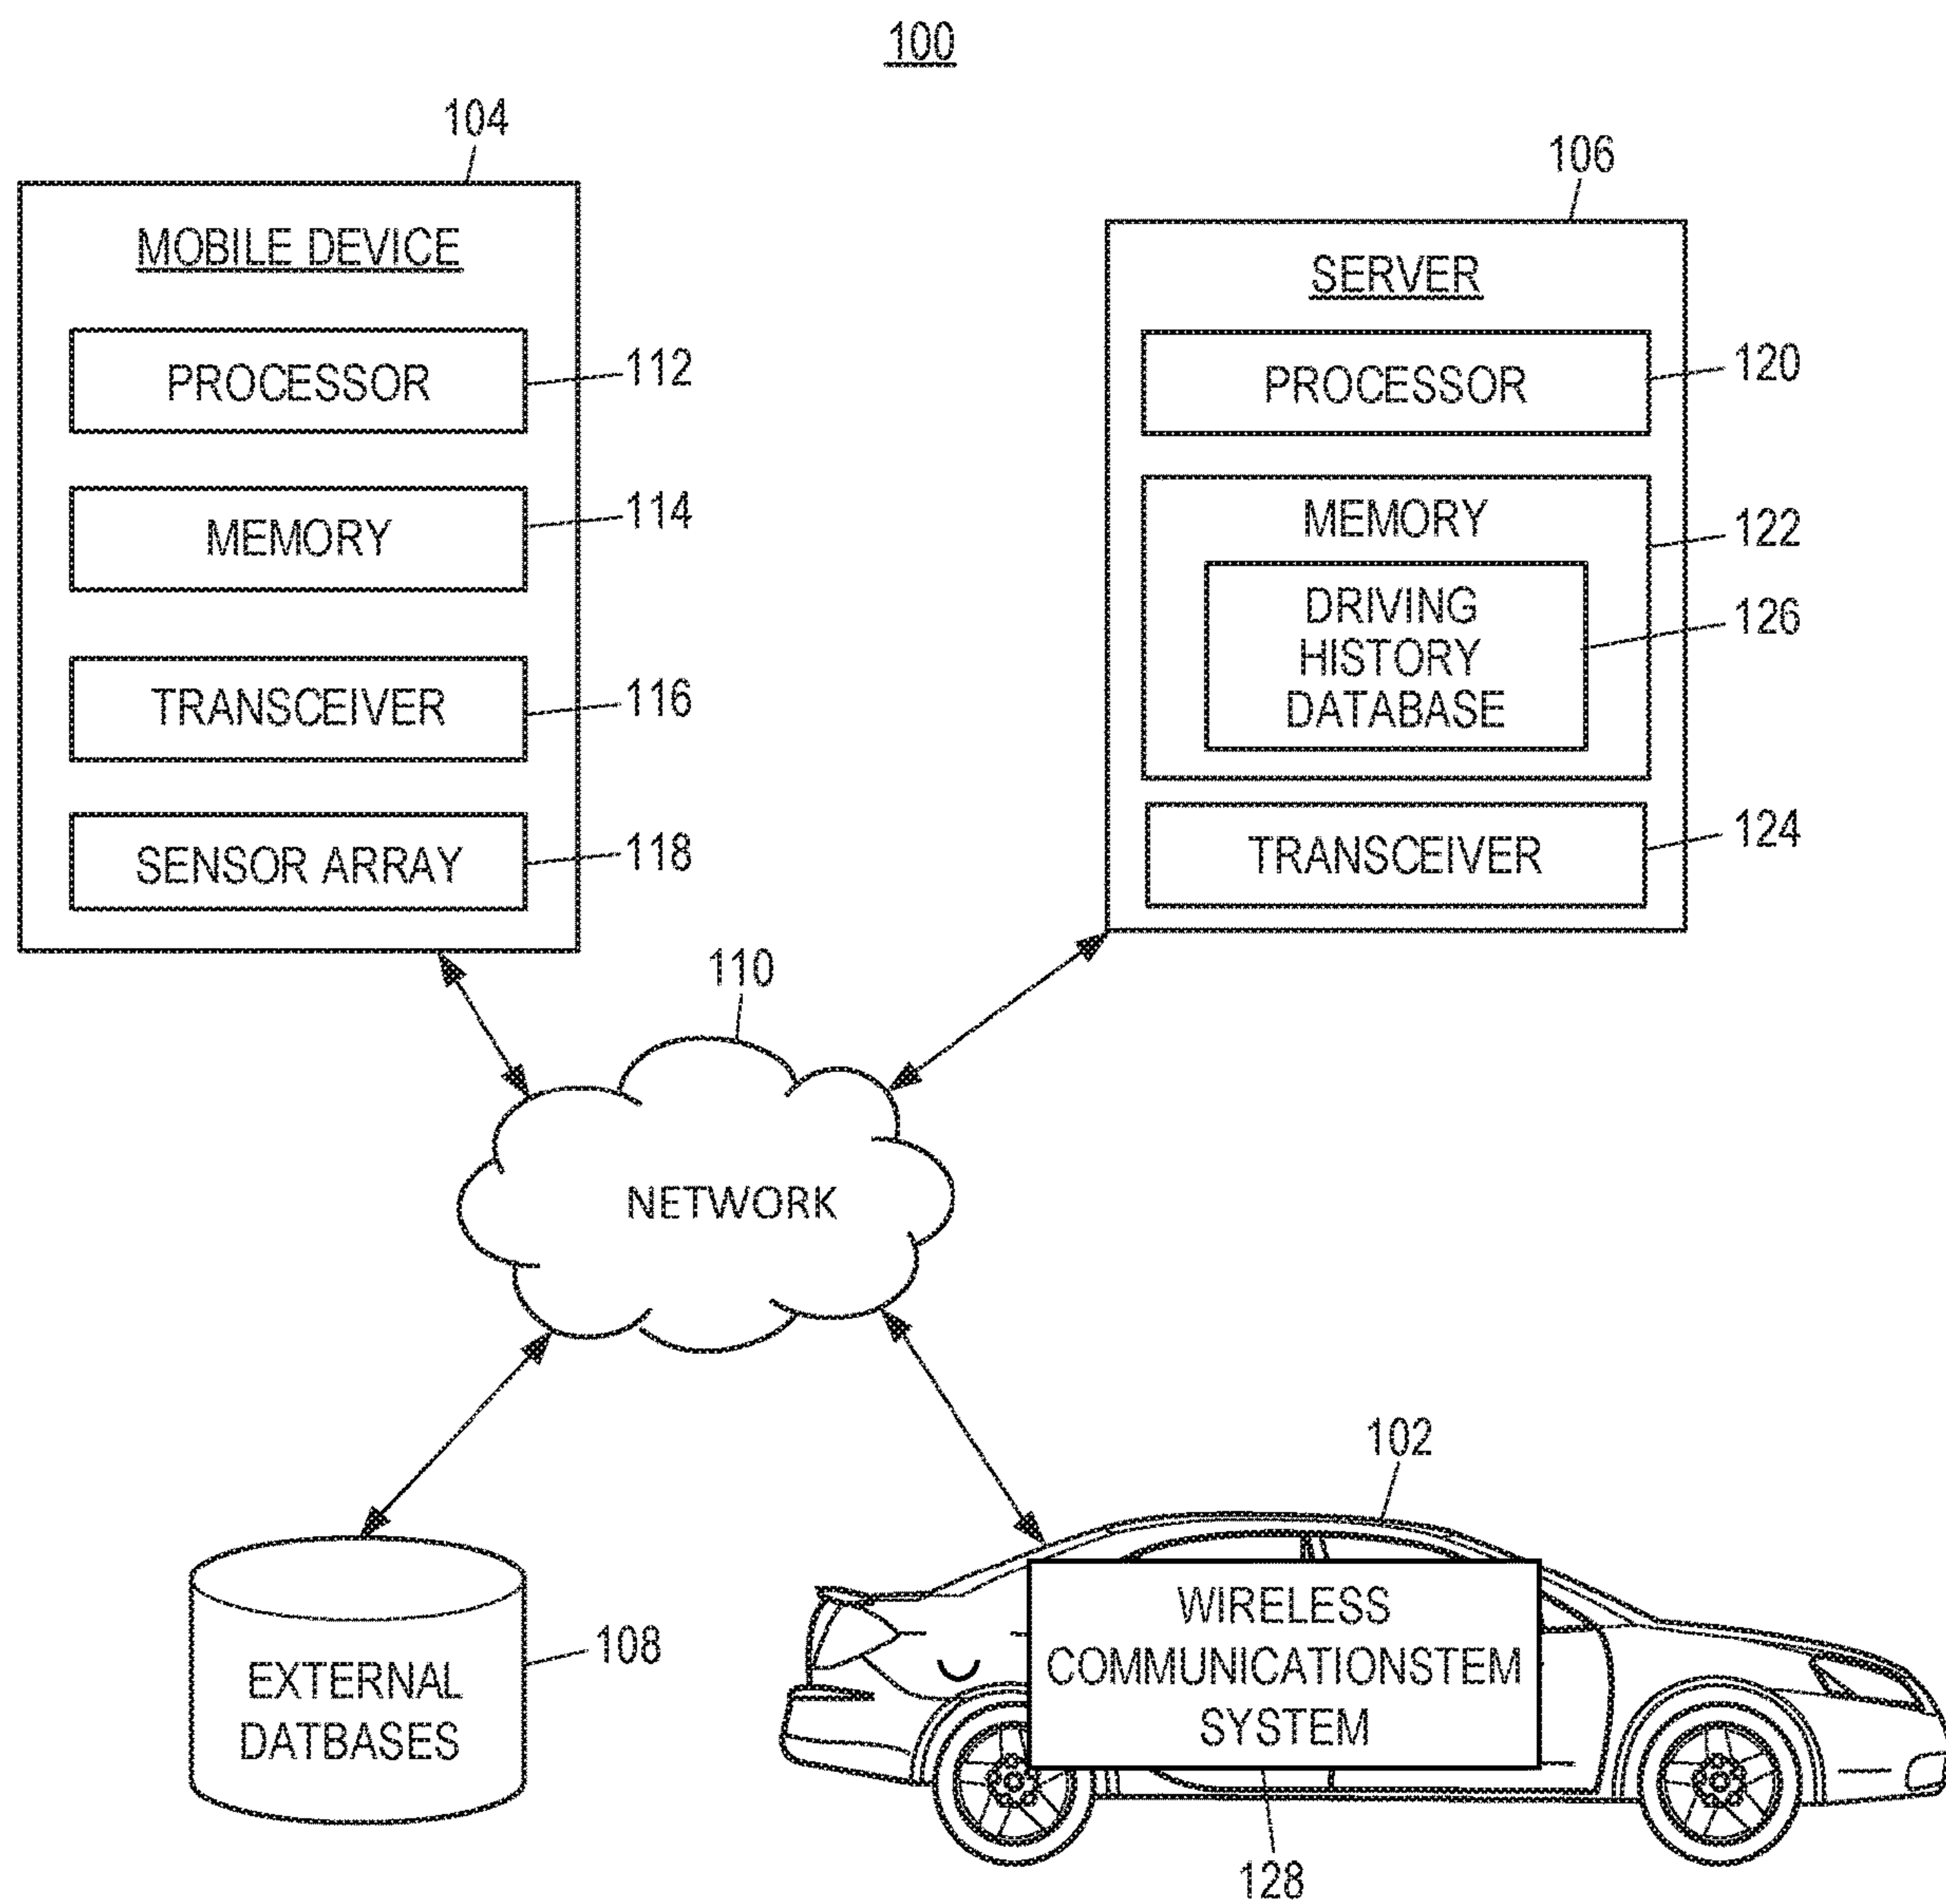 100
104
MOBILE DEVICE
PROCESSOR
112
MEMORY
114
TRANSCEIVER
116
SENSOR ARRAY
118
106
SERVER
PROCESSOR
120
MEMORY
122
DRIVING
HISTORY
DATABASE
126
TRANSCEIVER
124
110
NETWORK
108
EXTERNAL
DATBASES
102
WIRELESS
COMMUNICATIONSTEM
SYSTEM
128